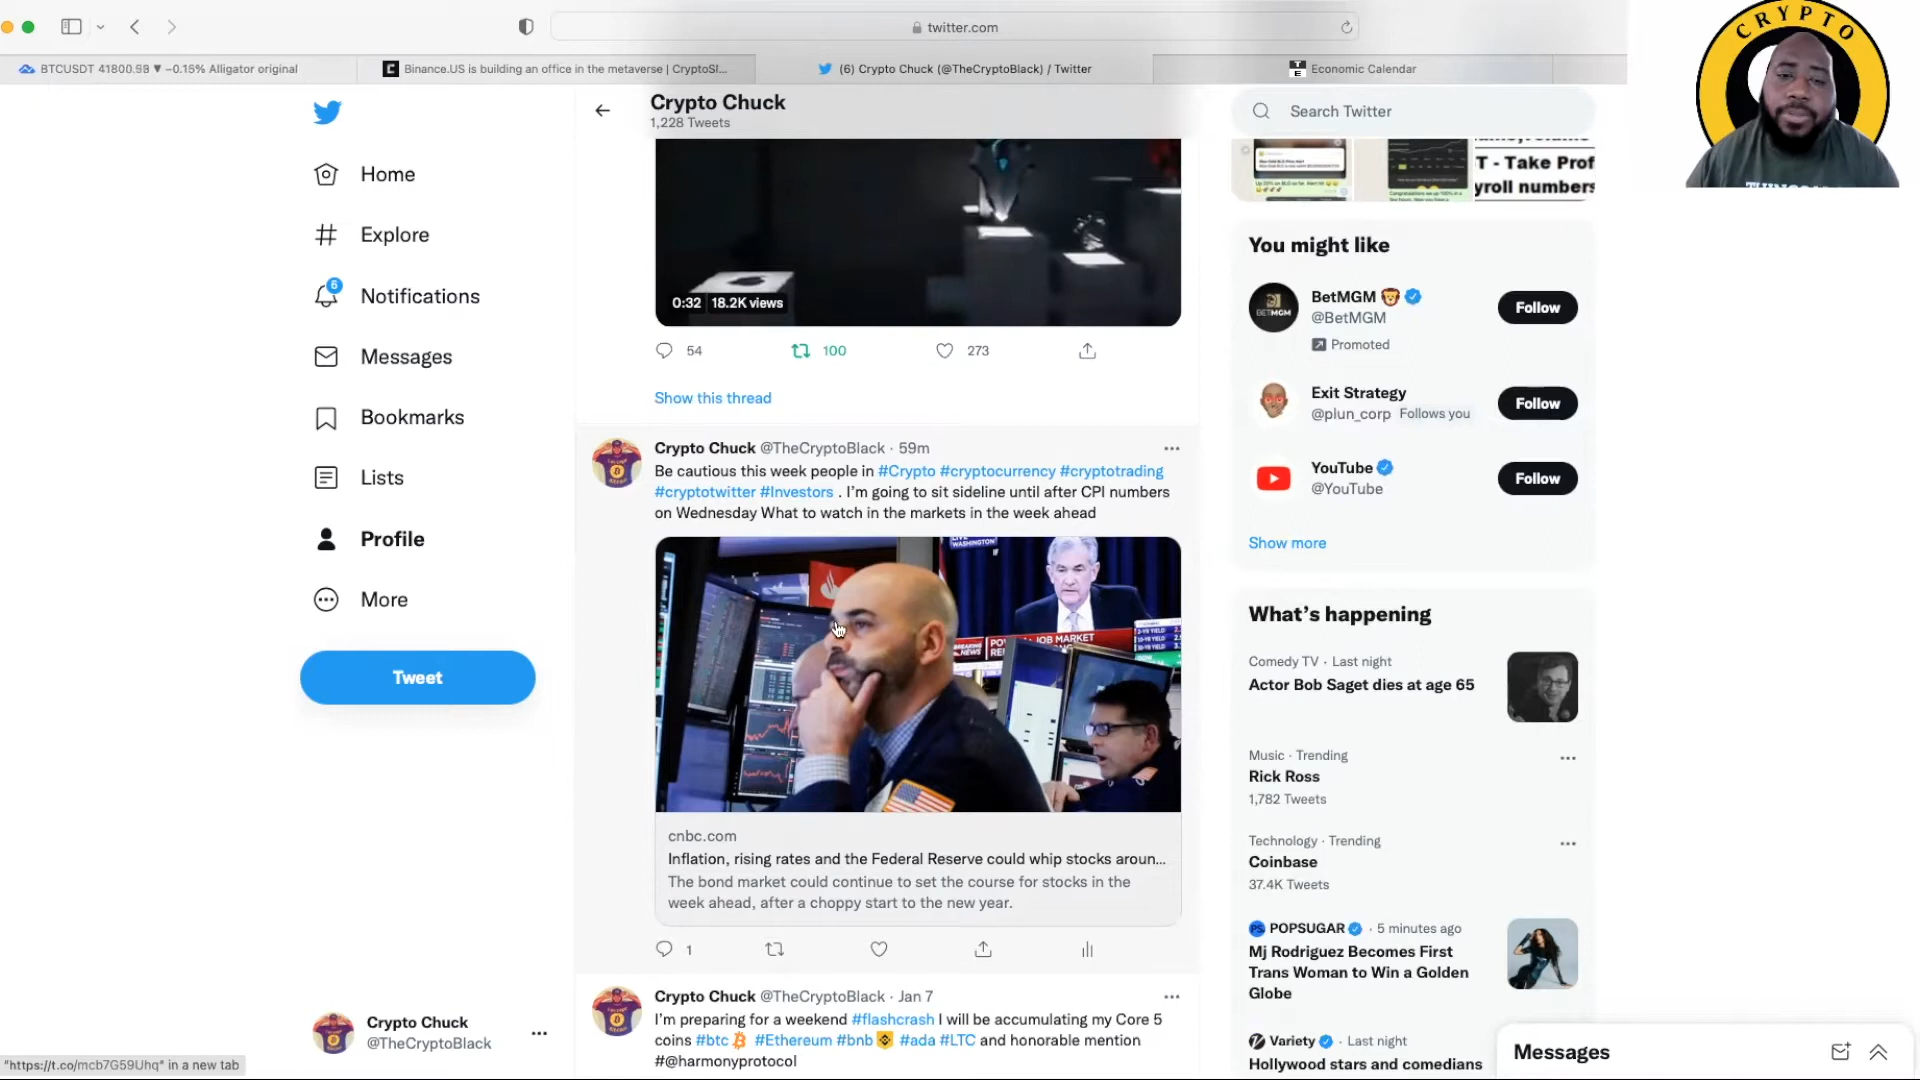 twitter.com
CRYPTO
BTCUSDT 41800.98 ▼ −0.15% Alligator original
Binance.US is building an office in the metaverse | CryptoSl...
(6) Crypto Chuck (@TheCryptoBlack) / Twitter
Economic Calendar
Crypto Chuck
1,228 Tweets
Search Twitter
Home
Explore
6
Notifications
Messages
Bookmarks
Lists
Profile
More
Tweet
Crypto Chuck
@TheCryptoBlack
"https://t.co/mcb7G59Uhq" in a new tab
0:32 18.2K views
54 100 273
Show this thread
Crypto Chuck @TheCryptoBlack · 59m
Be cautious this week people in #Crypto #cryptocurrency #cryptotrading
#cryptotwitter #Investors . I'm going to sit sideline until after CPI numbers
on Wednesday What to watch in the markets in the week ahead
WASHINGTON
JOB MARKET
cnbc.com
Inflation, rising rates and the Federal Reserve could whip stocks aroun...
The bond market could continue to set the course for stocks in the
week ahead, after a choppy start to the new year.
1
Crypto Chuck @TheCryptoBlack · Jan 7
I'm preparing for a weekend #flashcrash I will be accumulating my Core 5
coins #btc #Ethereum #bnb #ada #LTC and honorable mention
#@harmonyprotocol
T - Take Prof
yroll numbers
You might like
BetMGM
@BetMGM
BETMGM
Promoted
Follow
Exit Strategy
@plun_corp Follows you
Follow
YouTube
@YouTube
Follow
Show more
What's happening
Comedy TV · Last night
Actor Bob Saget dies at age 65
Music · Trending
Rick Ross
1,782 Tweets
Technology · Trending
Coinbase
37.4K Tweets
POPSUGAR · 5 minutes ago
Mj Rodriguez Becomes First
Trans Woman to Win a Golden
Globe
Variety · Last night
Hollywood stars and comedians
Messages